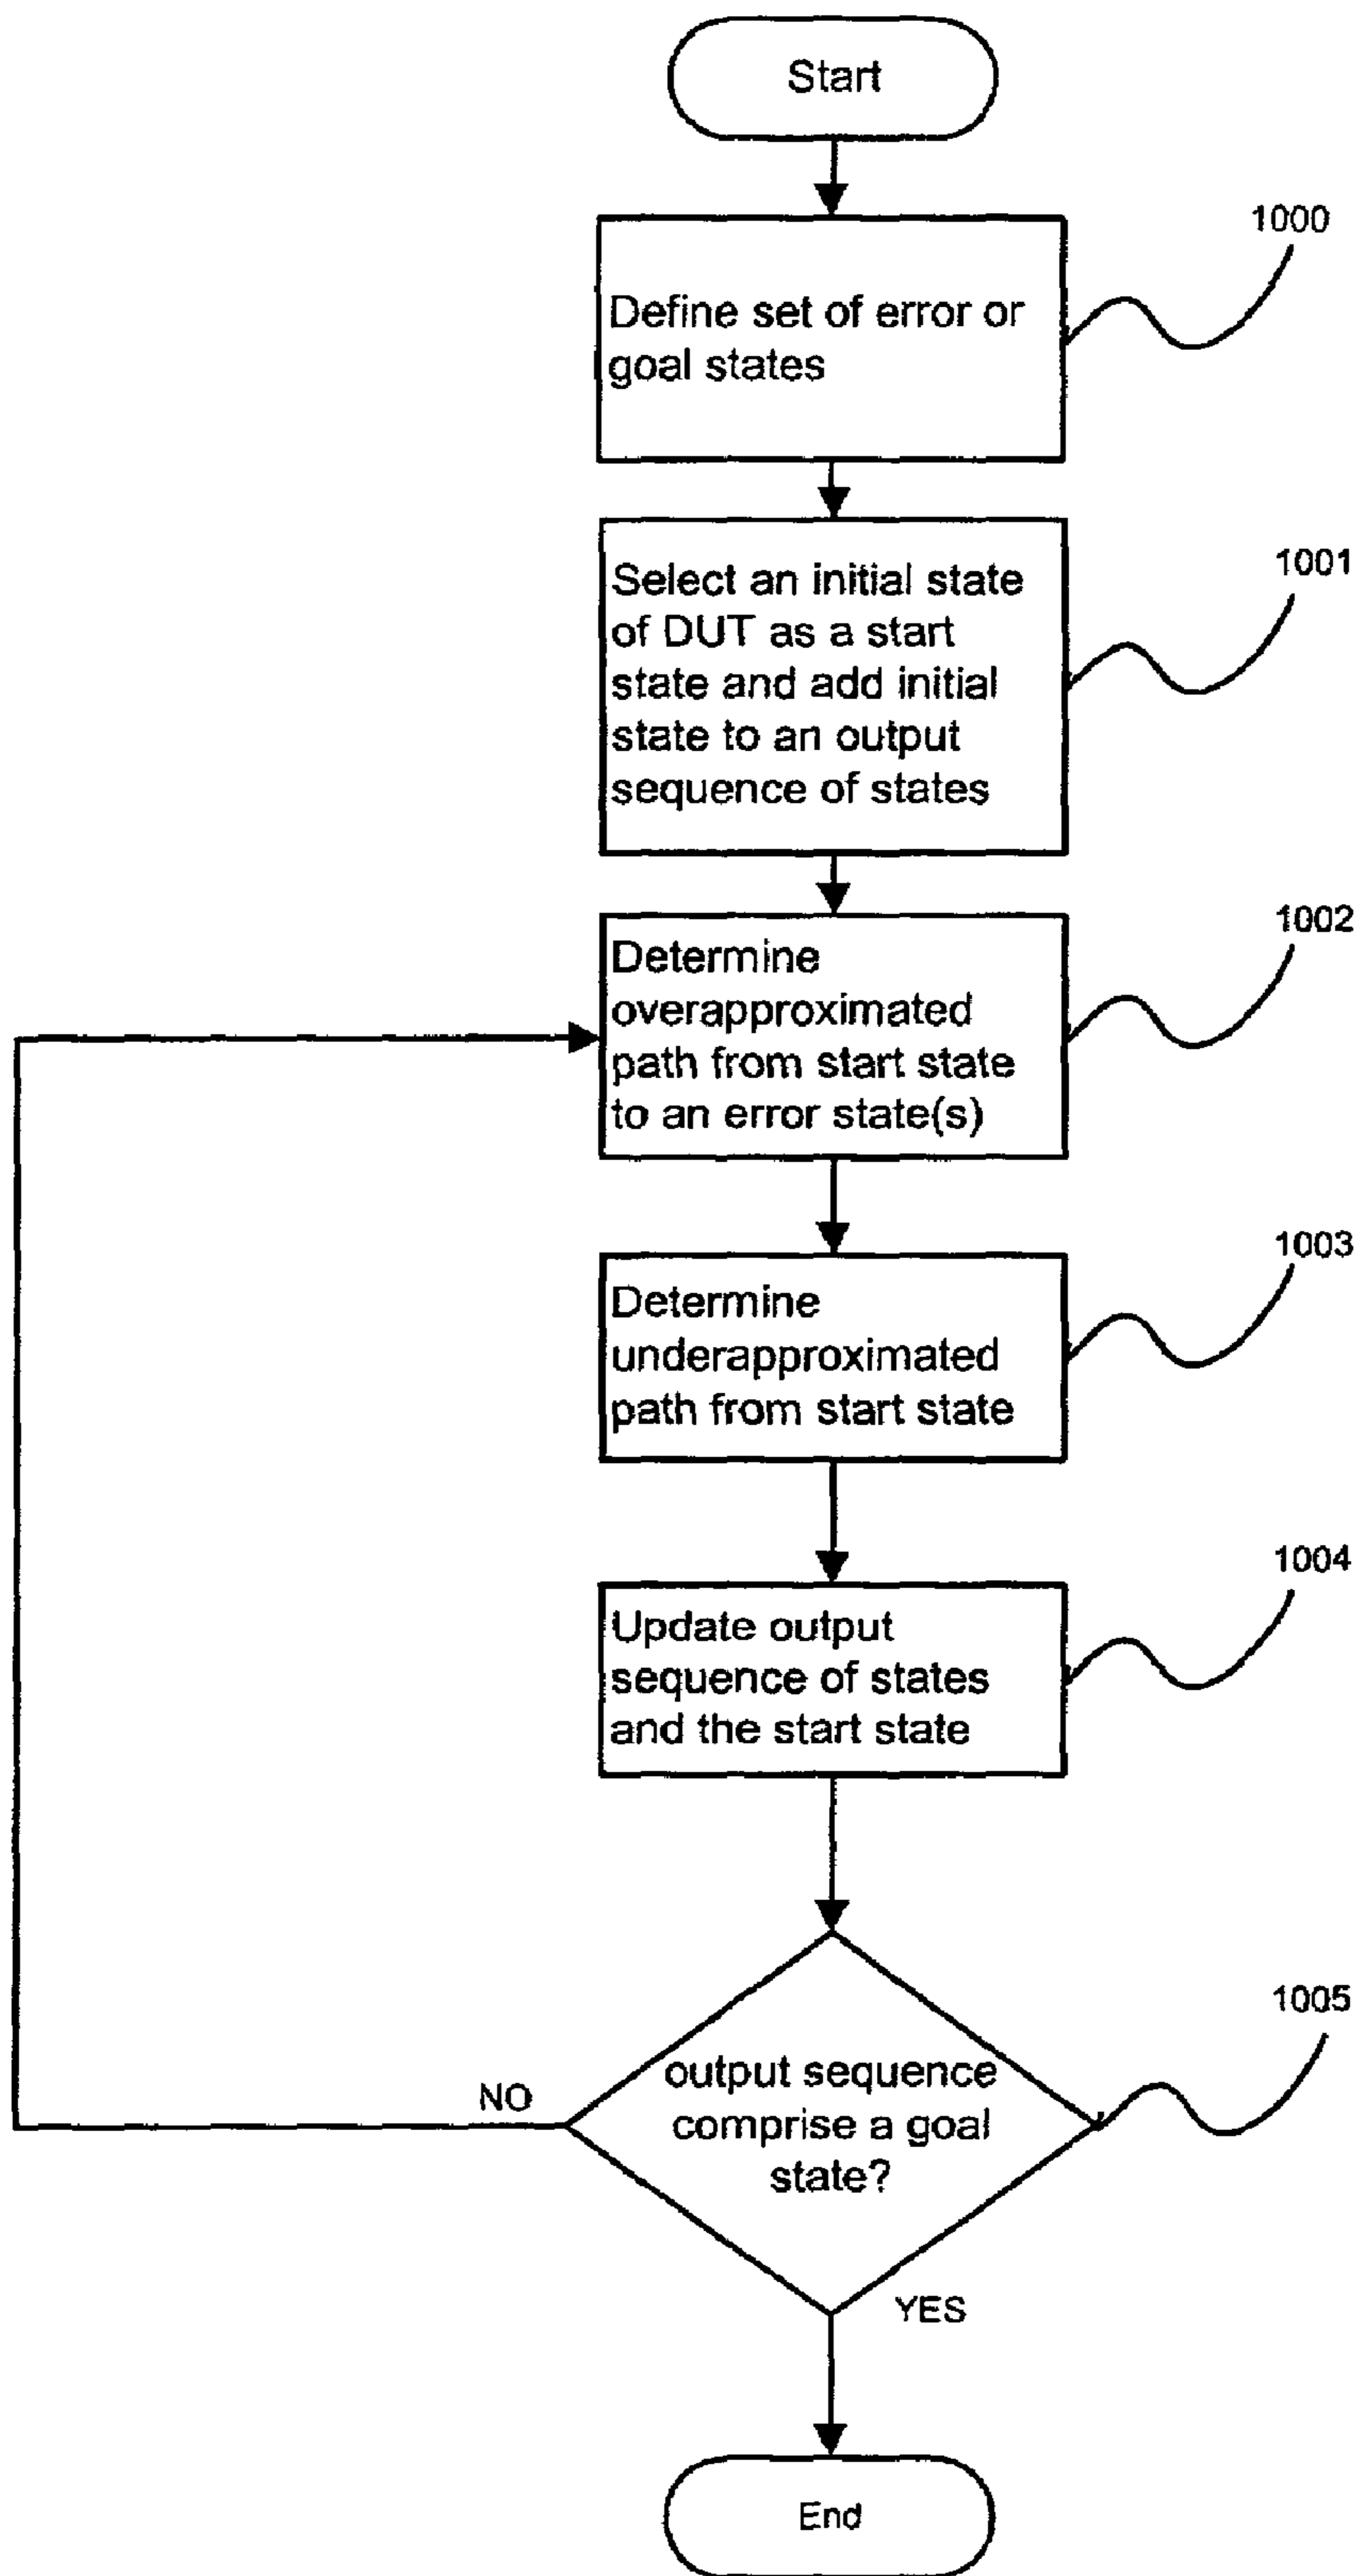 Start
1000
Define set of error or
goal states
1001
Select an initial state
of DUT as a start
state and add initial
state to an output
sequence of states
1002
Determine
overapproximated
path from start state
to an error state(s)
1003
Determine
underapproximated
path from start state
1004
Update output
sequence of states
and the start state
1005
output sequence
comprise a goal
state?
NO
YES
End